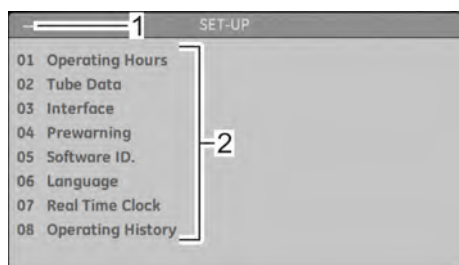 1 SET-UP
01 Operating Hours
02 Tube Data
03 Interface
04 Prewarning
2
05 Software ID.
06 Language
07 Real Time Clock
08 Operating History